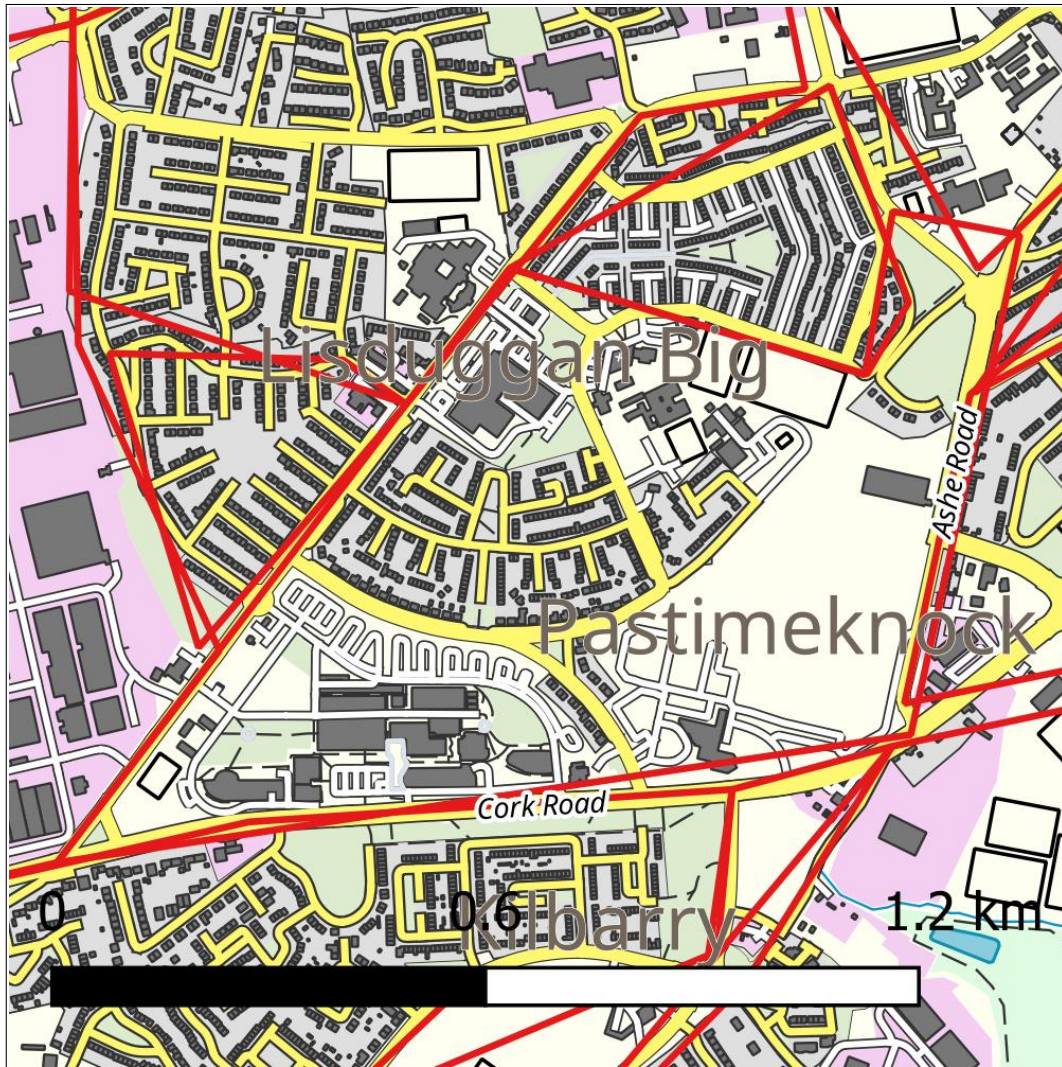 Lisduggan Big
Ashe Road
Pastimeknock
Cork Road
Kilbarry
0 0.6 1.2 km